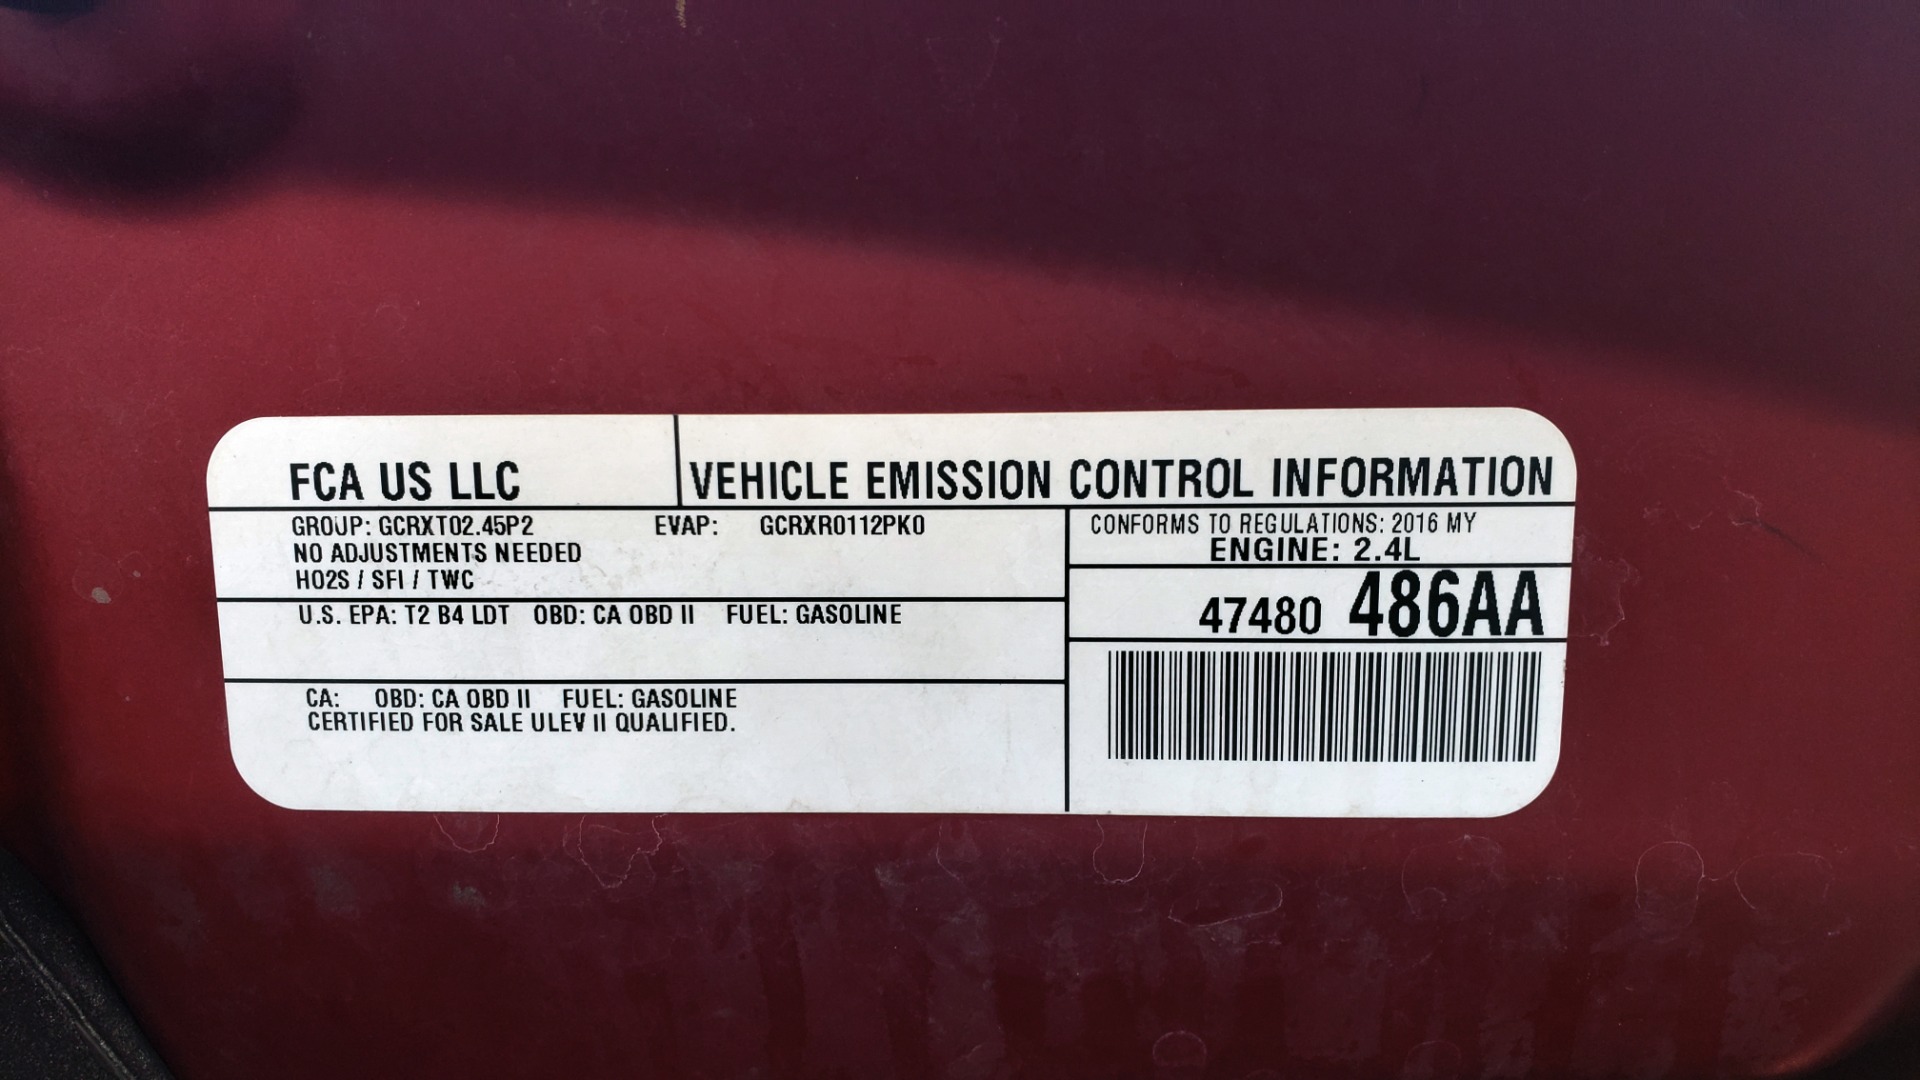 FCA US LLC
VEHICLE EMISSION CONTROL INFORMATION
GROUP: GCRXT02.45P2 EVAP: GCRXR0112PK0
NO ADJUSTMENTS NEEDED
HO2S / SFI / TWC
CONFORMS TO REGULATIONS: 2016 MY
ENGINE: 2.4L
47480 486AA
U.S. EPA: T2 B4 LDT OBD: CA OBD II FUEL: GASOLINE
CA: OBD: CA OBD II FUEL: GASOLINE
CERTIFIED FOR SALE ULEV II QUALIFIED.